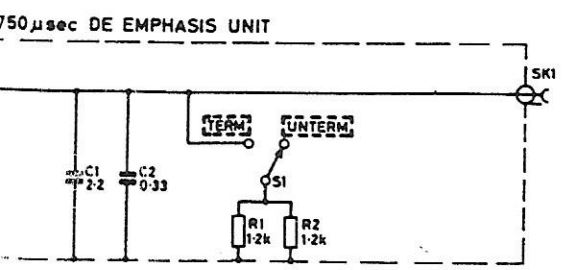 750µsec DE EMPHASIS UNIT
SK1
TERM
UNTERM
C1
2·2
C2
0·33
S1
R1
1·2k
R2
1·2k